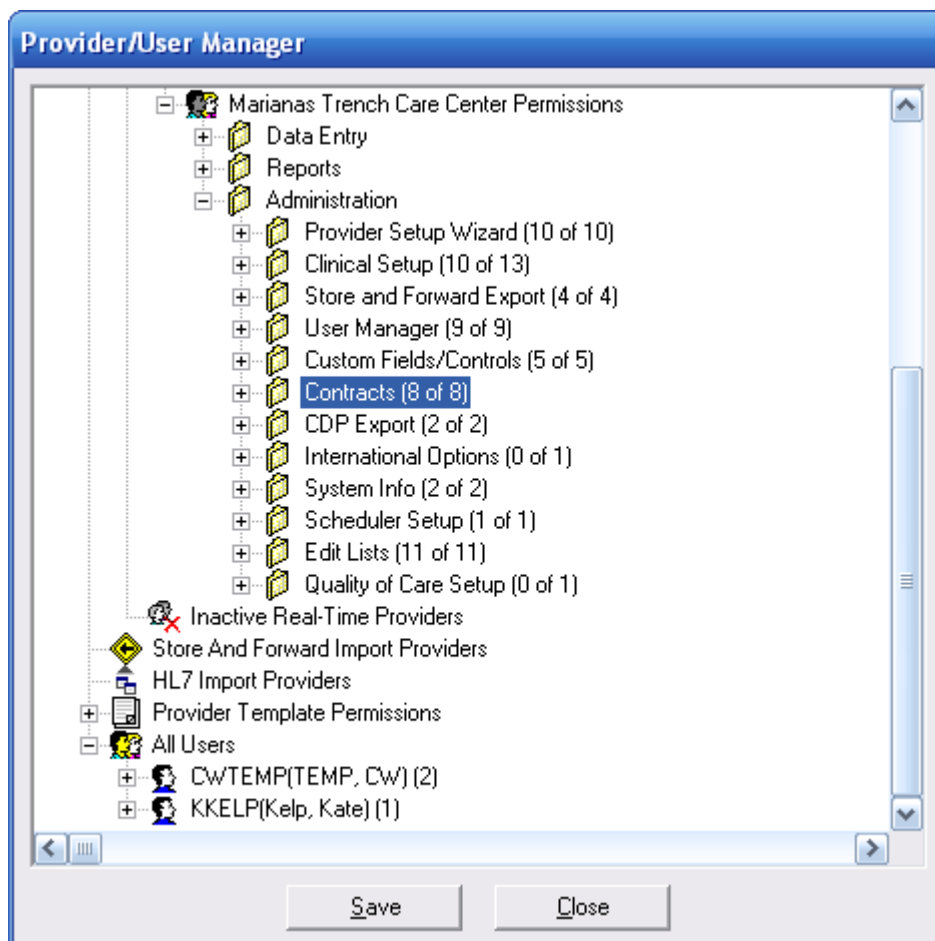 Provider/User Manager
Marianas Trench Care Center Permissions
Data Entry
Reports
Administration
Provider Setup Wizard (10 of 10)
Clinical Setup (10 of 13)
Store and Forward Export (4 of 4)
User Manager (9 of 9)
Custom Fields/Controls (5 of 5)
Contracts (8 of 8)
CDP Export (2 of 2)
International Options (0 of 1)
System Info (2 of 2)
Scheduler Setup (1 of 1)
Edit Lists (11 of 11)
Quality of Care Setup (0 of 1)
Inactive Real-Time Providers
Store And Forward Import Providers
HL7 Import Providers
Provider Template Permissions
All Users
CWTEMP(TEMP, CW) (2)
KKELP(Kelp, Kate) (1)
Save Close